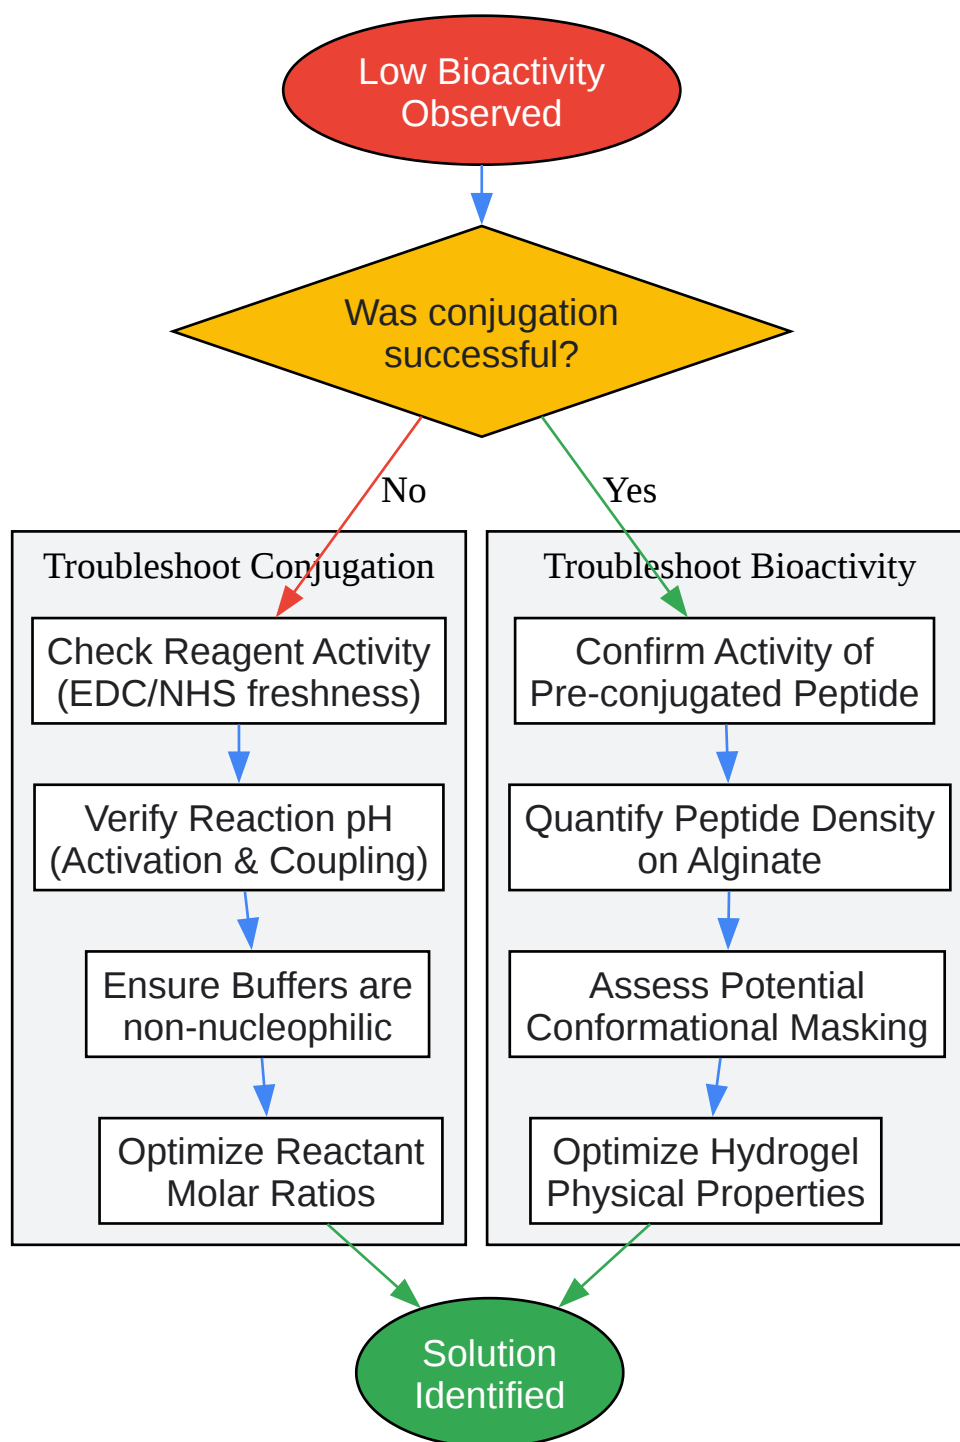 Low Bioactivity
Observed
Was conjugation
successful?
No
Yes
Troubleshoot Conjugation
Check Reagent Activity
(EDC/NHS freshness)
Verify Reaction pH
(Activation & Coupling)
Ensure Buffers are
non-nucleophilic
Optimize Reactant
Molar Ratios
Troubleshoot Bioactivity
Confirm Activity of
Pre-conjugated Peptide
Quantify Peptide Density
on Alginate
Assess Potential
Conformational Masking
Optimize Hydrogel
Physical Properties
Solution
Identified